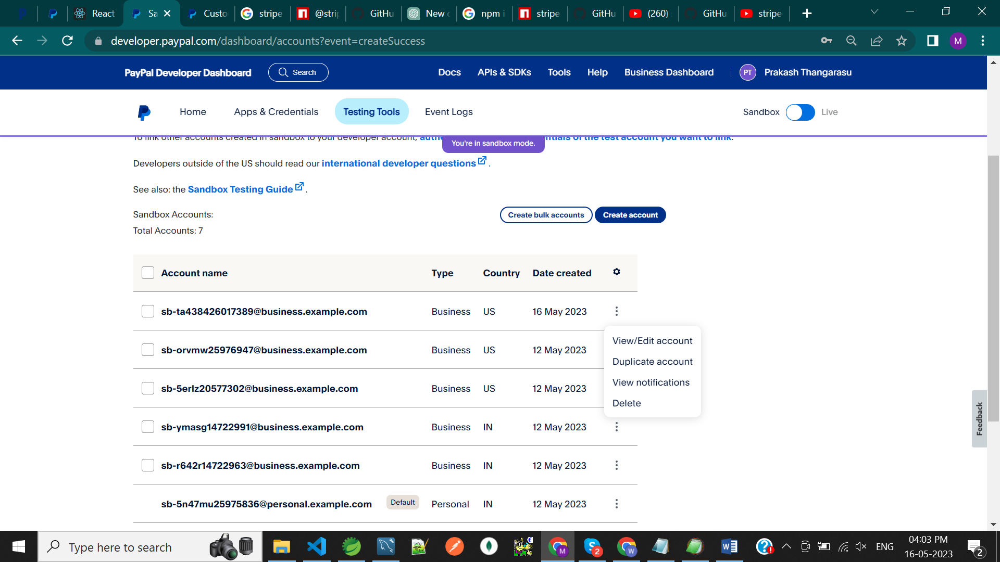 React
Sa
Custo
stripe
@strip
GitHu
New c
npm i
stripe
GitHu
(260)
GitHu
stripe
developer.paypal.com/dashboard/accounts?event=createSuccess
M
PayPal Developer Dashboard
Search
Docs
APIs & SDKs
Tools
Help
Business Dashboard
PT
Prakash Thangarasu
Home
Apps & Credentials
Testing Tools
Event Logs
Sandbox
Live
To link other accounts created in sandbox to your developer account, authe ntials of the test account you want to link.
You're in sandbox mode.
Developers outside of the US should read our international developer questions .
See also: the Sandbox Testing Guide .
Sandbox Accounts:
Create bulk accounts
Create account
Total Accounts: 7
Account name Type Country Date created
sb-ta438426017389@business.example.com Business US 16 May 2023
View/Edit account
sb-orvmw25976947@business.example.com Business US 12 May 2023
Duplicate account
View notifications
sb-5erlz20577302@business.example.com Business US 12 May 2023
Delete
sb-ymasg14722991@business.example.com Business IN 12 May 2023
Feedback
sb-r642r14722963@business.example.com Business IN 12 May 2023
sb-5n47mu25975836@personal.example.com Default Personal IN 12 May 2023
Type here to search
M
2
W
ENG
04:03 PM
16-05-2023
2